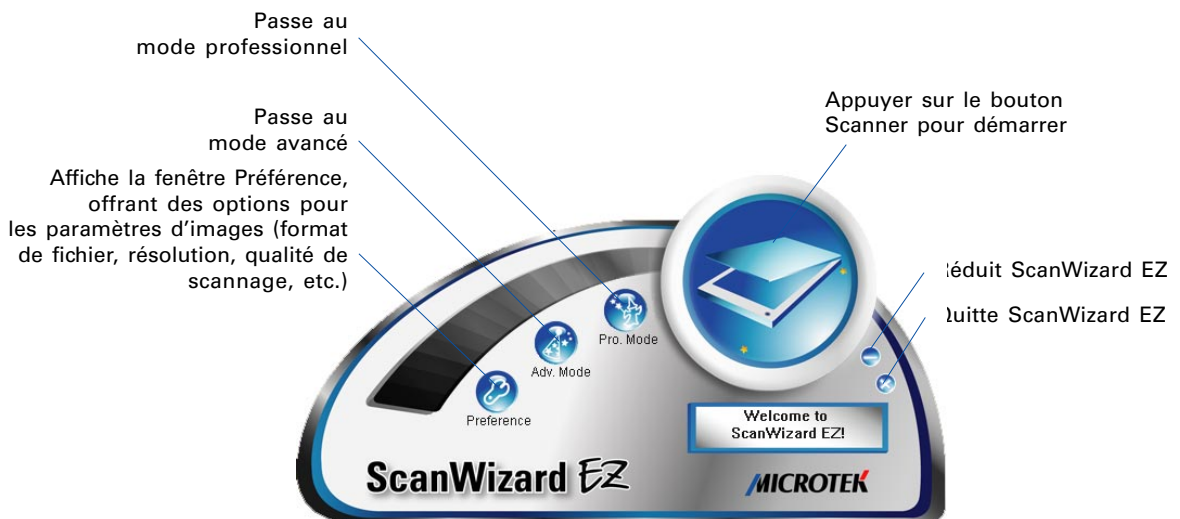 Passe au
mode professionnel
Passe au
mode avancé
Affiche la fenêtre Préférence,
offrant des options pour
les paramètres d'images (format
de fichier, résolution, qualité de
scannage, etc.)
Appuyer sur le bouton
Scanner pour démarrer
Réduit ScanWizard EZ
Quitte ScanWizard EZ
Pro. Mode
Adv. Mode
Preference
Welcome to
ScanWizard EZ!
ScanWizard EZ
MICROTEK